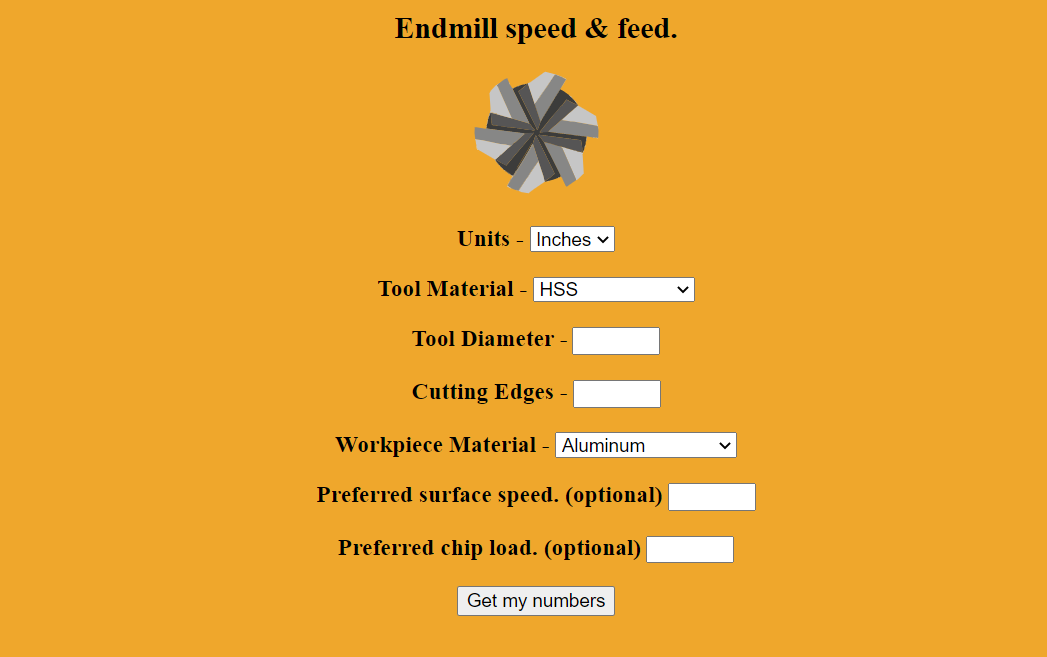 Endmill speed & feed.
Units - Inches
Tool Material - HSS
Tool Diameter -
Cutting Edges -
Workpiece Material - Aluminum
Preferred surface speed. (optional)
Preferred chip load. (optional)
Get my numbers